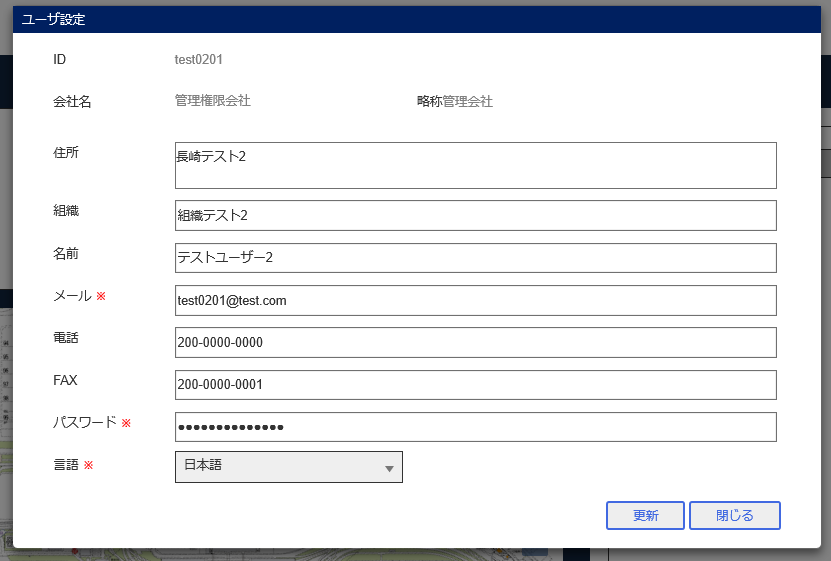 ユーザ設定
ID test0201
会社名 管理権限会社 略称管理会社
住所 長崎テスト2
組織 組織テスト2
名前 テストユーザー2
メール ※ test0201@test.com
電話 200-0000-0000
FAX 200-0000-0001
パスワード ※ ●●●●●●●●●●●●●●
言語 ※ 日本語
更新 閉じる